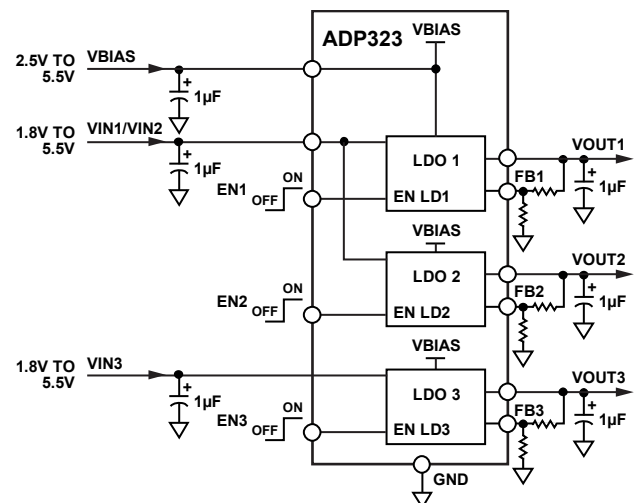 ADP323
VBIAS
2.5V TO
5.5V
VBIAS
+
1µF
1.8V TO
5.5V
VIN1/VIN2
+
1µF
LDO 1
VOUT1
FB1
+
1µF
ON
EN1
OFF
EN LD1
VBIAS
LDO 2
VOUT2
FB2
+
1µF
ON
EN2
OFF
EN LD2
VBIAS
1.8V TO
5.5V
VIN3
+
1µF
LDO 3
VOUT3
FB3
+
1µF
ON
EN3
OFF
EN LD3
GND